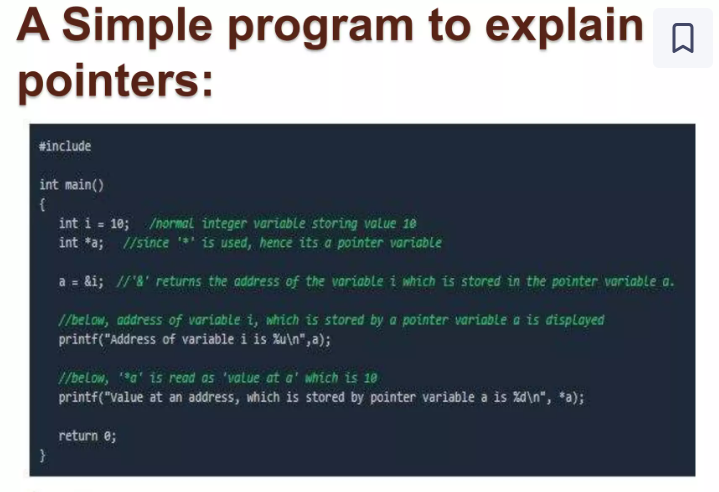 A Simple program to explain
pointers:
#include
int main()
{
int i = 10; /normal integer variable storing value 10
int *a; //since '*' is used, hence its a pointer variable
a = &i; //'&' returns the address of the variable i which is stored in the pointer variable a.
//below, address of variable i, which is stored by a pointer variable a is displayed
printf("Address of variable i is %u\n",a);
//below, '*a' is read as 'value at a' which is 10
printf("Value at an address, which is stored by pointer variable a is %d\n", *a);
return 0;
}